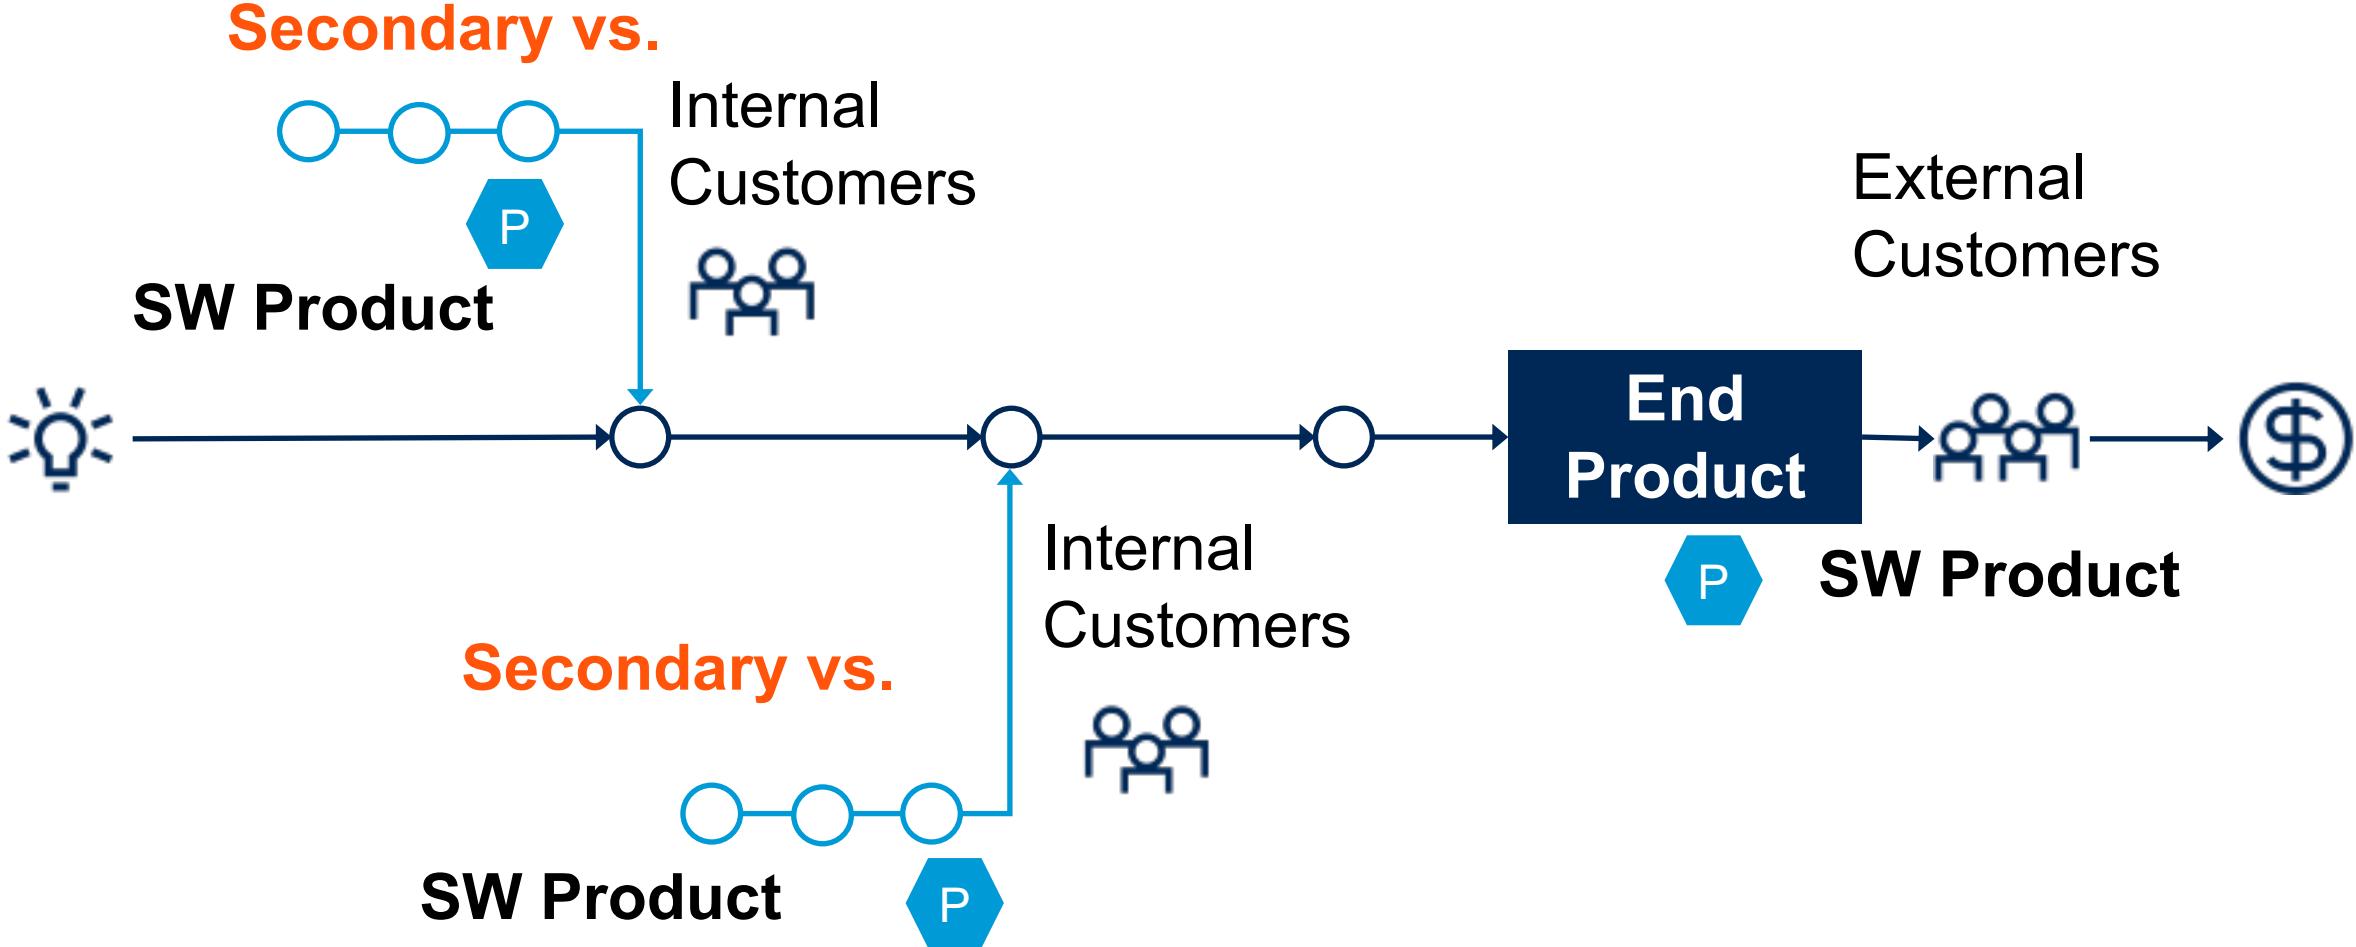 Secondary vs.
Internal
Customers
P
SW Product
External
Customers
End
Product
P
SW Product
Internal
Customers
Secondary vs.
SW Product
P